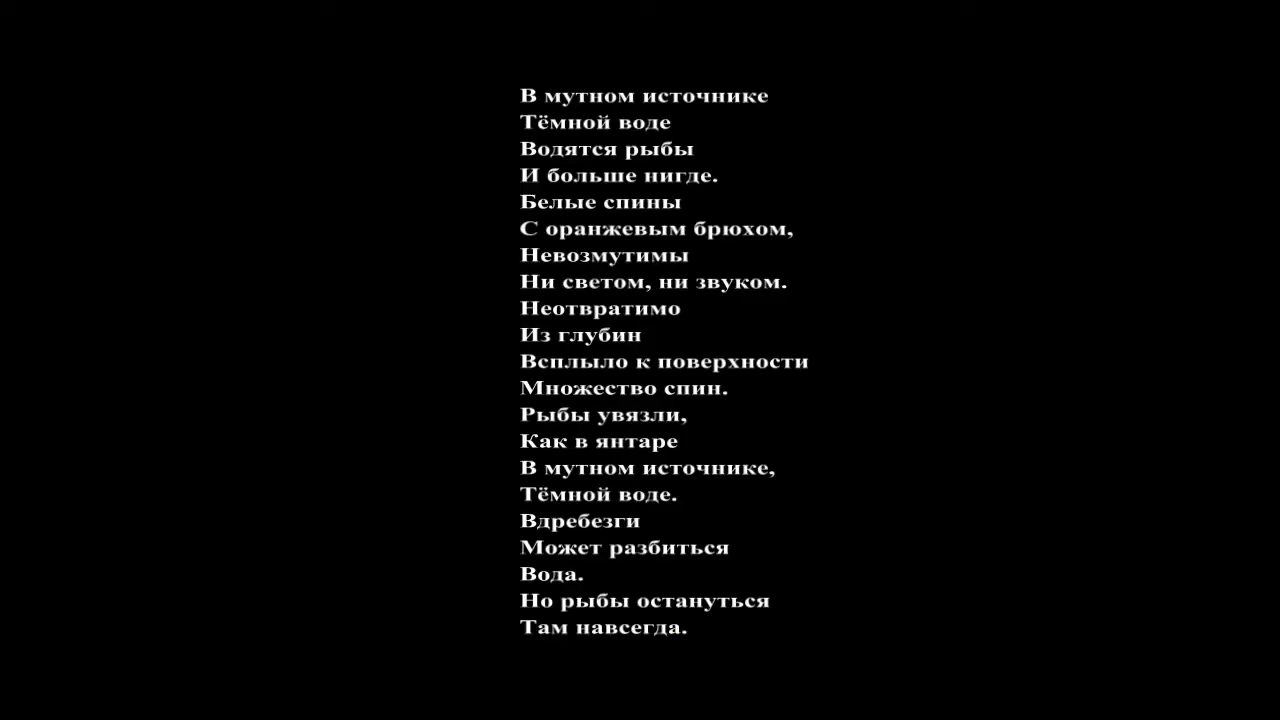 В мутном источнике
Тёмной воде
Водятся рыбы
И больше нигде.
Белые спины
С оранжевым брюхом,
Невозмутимы
Ни светом, ни звуком.
Неотвратимо
Из глубин
Всплыло к поверхности
Множество спин.
Рыбы увязли,
Как в янтаре
В мутном источнике,
Тёмной воде.
Вдребезги
Может разбиться
Вода.
Но рыбы остануться
Там навсегда.